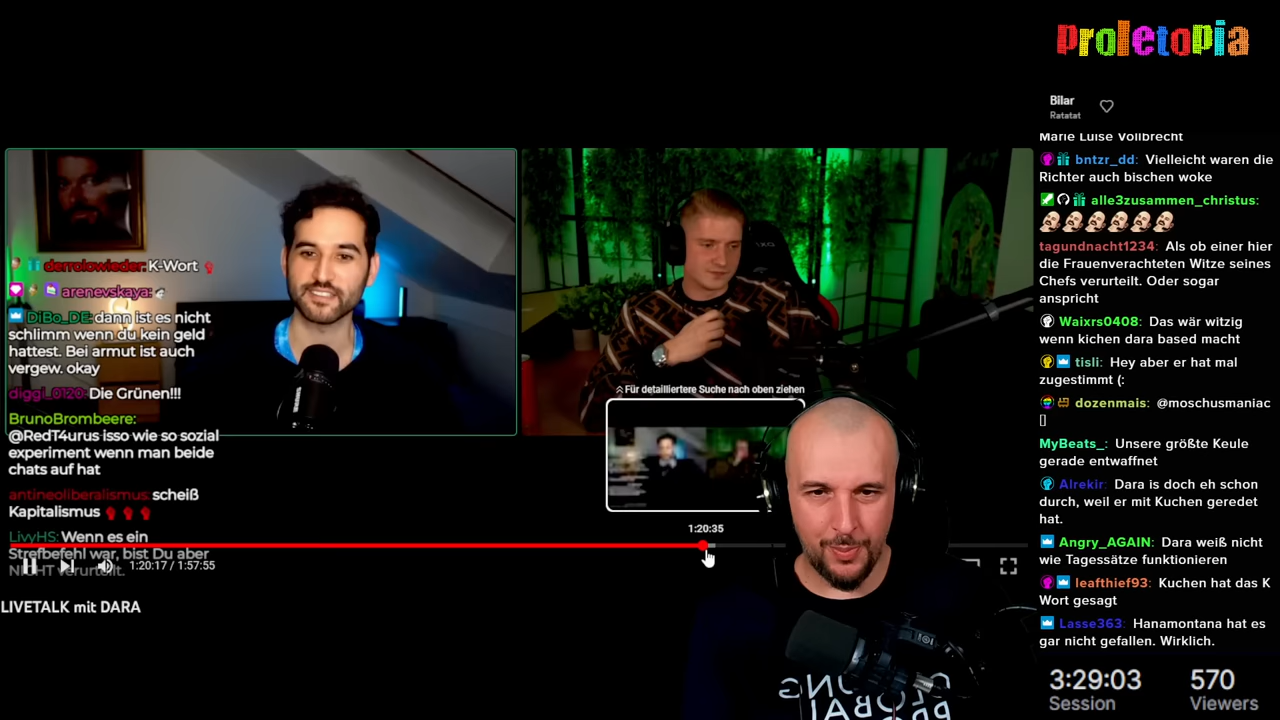 proletopia
Bilar
Ratatat
Marie Luise Vollbrecht
bntzr_dd: Vielleicht waren die
Richter auch bischen woke
alle3zusammen_christus:
tagundnacht1234: Als ob einer hier
die Frauenverachteten Witze seines
Chefs verurteilt. Oder sogar
anspricht
Waixrs0408: Das wär witzig
wenn kichen dara based macht
tisli: Hey aber er hat mal
zugestimmt (:
dozenmais: @moschusmaniac
[]
MyBeats_: Unsere größte Keule
gerade entwaffnet
Alrekir: Dara is doch eh schon
durch, weil er mit Kuchen geredet
hat.
Angry_AGAIN: Dara weiß nicht
wie Tagessätze funktionieren
leafthief93: Kuchen hat das K
Wort gesagt
Lasse363: Hanamontana hat es
gar nicht gefallen. Wirklich.
3:29:03
Session
570
Viewers
derrolowieder: K-Wort
arenevskaya:
DiBo_DE: dann ist es nicht
schlimm wenn du kein geld
hattest. Bei armut ist auch
vergew. okay
diggi_0120: Die Grünen!!!
BrunoBrombeere:
@RedT4urus isso wie so sozial
experiment wenn man beide
chats auf hat
antineoliberalismus: scheiß
Kapitalismus
LivyHS: Wenn es ein
Strefbefehl war, bist Du aber
NICHT verurteilt.
Für detailliertere Suche nach oben ziehen
1:20:35
1:20:17 / 1:57:55
LIVETALK mit DARA
GLOBAL